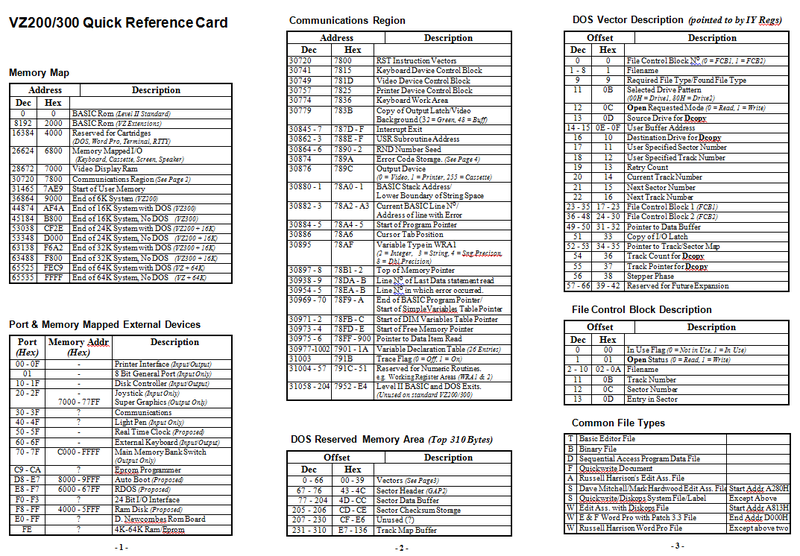 VZ200/300 Quick Reference Card
Memory Map
Address Description
Dec Hex
0 0 BASIC Rom (Level II Standard)
8192 2000 BASIC Rom (VZ Extensions)
16384 4000 Reserved for Cartridges
(DOS, Word Pro, Terminal, RTTY)
26624 6800 Memory Mapped I/O
(Keyboard, Cassette, Screen, Speaker)
28672 7000 Video Display Ram
30720 7800 Communications Region (See Page 2)
31465 7AE9 Start of User Memory
36864 9000 End of 6K System (VZ200)
44874 AF4A End of 16K System with DOS (VZ300)
45184 B800 End of 16K System, No DOS (VZ300)
53038 CF2E End of 24K System with DOS (VZ200 + 16K)
53348 D000 End of 24K System, No DOS (VZ200 + 16K)
63138 F6A2 End of 32K System with DOS (VZ300 + 16K)
63488 F800 End of 32K System, No DOS (VZ300 + 16K)
65525 FEC9 End of 64K System with DOS (VZ + 64K)
65535 FFFF End of 64K System, No DOS (VZ + 64K)
Port & Memory Mapped External Devices
Port Memory Addr Description
(Hex) (Hex)
00 - 0F - Printer Interface (Input/Output)
01 - 8 Bit General Port (Input/Output)
10 - 1F - Disk Controller (Input/Output)
20 - 2F - Joystick (Input Only)
7000 - 77FF Super Graphics (Output Only)
30 - 3F ? Communications
40 - 4F ? Light Pen (Input Only)
50 - 5F - Real Time Clock (Proposed)
60 - 6F - External Keyboard (Input/Output)
70 - 7F C000 - FFFF Main Memory Bank Switch
(Output Only)
C9 - CA ? Eprom Programmer
D8 - E7 8000 - 9FFF Auto Boot (Proposed)
E8 - F7 6000 - 67FF RDOS (Proposed)
F0 - F3 ? 24 Bit I/O Interface
F8 - FF 4000 - 5FFF Ram Disk (Proposed)
E0 - FF ? D. Newcombes Rom Board
FE ? 4K-64K Ram/Eprom
- 1 -
Communications Region
Address Description
Dec Hex
30720 7800 RST Instruction Vectors
30741 7815 Keyboard Device Control Block
30749 781D Video Device Control Block
30757 7825 Printer Device Control Block
30774 7836 Keyboard Work Area
30779 783B Copy of Output Latch/Video
Background (32 = Green, 48 = Buff)
30845 - 7 787D - F Interrupt Exit
30862 - 3 788E - F USR Subroutine Address
30864 - 6 7890 - 2 RND Number Seed
30874 789A Error Code Storage. (See Page 4)
30876 789C Output Device
(0 = Video, 1 = Printer, 255 = Cassette)
30880 - 1 78A0 - 1 BASIC Stack Address/
Lower Boundary of String Space
30882 - 3 78A2 - A3 Current BASIC Line Nº/
Address of line with Error
30884 - 5 78A4 - 5 Start of Program Pointer
30886 78A6 Cursor Tab Position
30895 78AF Variable Type in WRA1
(2 = Integer, 3 = String, 4 = Sng.Precison,
8 = Dbl.Precision)
30897 - 8 78B1 - 2 Top of Memory Pointer
30938 - 9 78DA - B Line Nº of Last Data statement read
30954 - 5 78EA - B Line Nº in which error occurred.
30969 - 70 78F9 - A End of BASIC Program Pointer/
Start of Simple Variables Table Pointer
30971 - 2 78FB - C Start of DIM Variables Table Pointer
30973 - 4 78FD - E Start of Free Memory Pointer
30975 - 6 78FF - 900 Pointer to Data Item Read
30977-1002 7901 - 1A Variable Declaration Table (26 Entries)
31003 791B Trace Flag (0 = Off, 1 = On)
31004 - 57 791C - 51 Reserved for Numeric Routines.
e.g. Working Register Areas (WRA1 & 2)
31058 - 204 7952 - E4 Level II BASIC and DOS Exits.
(Unused on standard VZ200/300)
DOS Reserved Memory Area (Top 310 Bytes)
Offset Description
Dec Hex
0 - 66 00 - 39 Vectors (See Page3)
67 - 76 43 - 4C Sector Header (GAP2)
77 - 204 4D - CC Sector Data Buffer
205 - 206 CD - CE Sector Checksum Storage
207 - 230 CF - E6 Unused (?)
231 - 310 E7 - 136 Track Map Buffer
- 2 -
DOS Vector Description (pointed to by IY Regs)
Offset Description
Dec Hex
0 0 File Control Block Nº (0 = FCB1, 1 = FCB2)
1 - 8 1 Filename
9 9 Required File Type/Found File Type
11 0B Selected Drive Pattern
(00H = Drive1, 80H = Drive2)
12 0C Open Requested Mode (0 = Read, 1 = Write)
13 0D Source Drive for Dcopy
14 - 15 0E - 0F User Buffer Address
16 10 Destination Drive for Dcopy
17 11 User Specified Sector Number
18 12 User Specified Track Number
19 13 Retry Count
20 14 Current Track Number
21 15 Next Sector Number
22 16 Next Track Number
23 - 35 17 - 23 File Control Block 1 (FCB1)
36 - 48 24 - 30 File Control Block 2 (FCB2)
49 - 50 31 - 32 Pointer to Data Buffer
51 33 Copy of I/O Latch
52 - 53 34 - 35 Pointer to Track/Sector Map
54 36 Track Count for Dcopy
55 37 Track Pointer for Dcopy
56 38 Stepper Phase
57 - 66 39 - 42 Reserved for Future Expansion
File Control Block Description
Offset Description
Dec Hex
0 00 In Use Flag (0 = Not in Use, 1 = In Use)
1 01 Open Status (0 = Read, 1 = Write)
2 - 10 02 - 0A Filename
11 0B Track Number
12 0C Sector Number
13 0D Entry in Sector
Common File Types
T Basic Editor File
B Binary File
D Sequential Access Program Data File
F Quickwrite Document
A Russell Harrison's Edit Ass. File
S Dave Mitchell/Mark Hardwood Edit Ass. File Start Addr A280H
S Quickwrite/Diskops System File/Label Except Above
W Edit Ass. with Diskops File Start Addr A813H
W E & F Word Pro with Patch 3.3 File End Addr D000H
W Russell Harrison Word Pro File Except above two
- 3 -